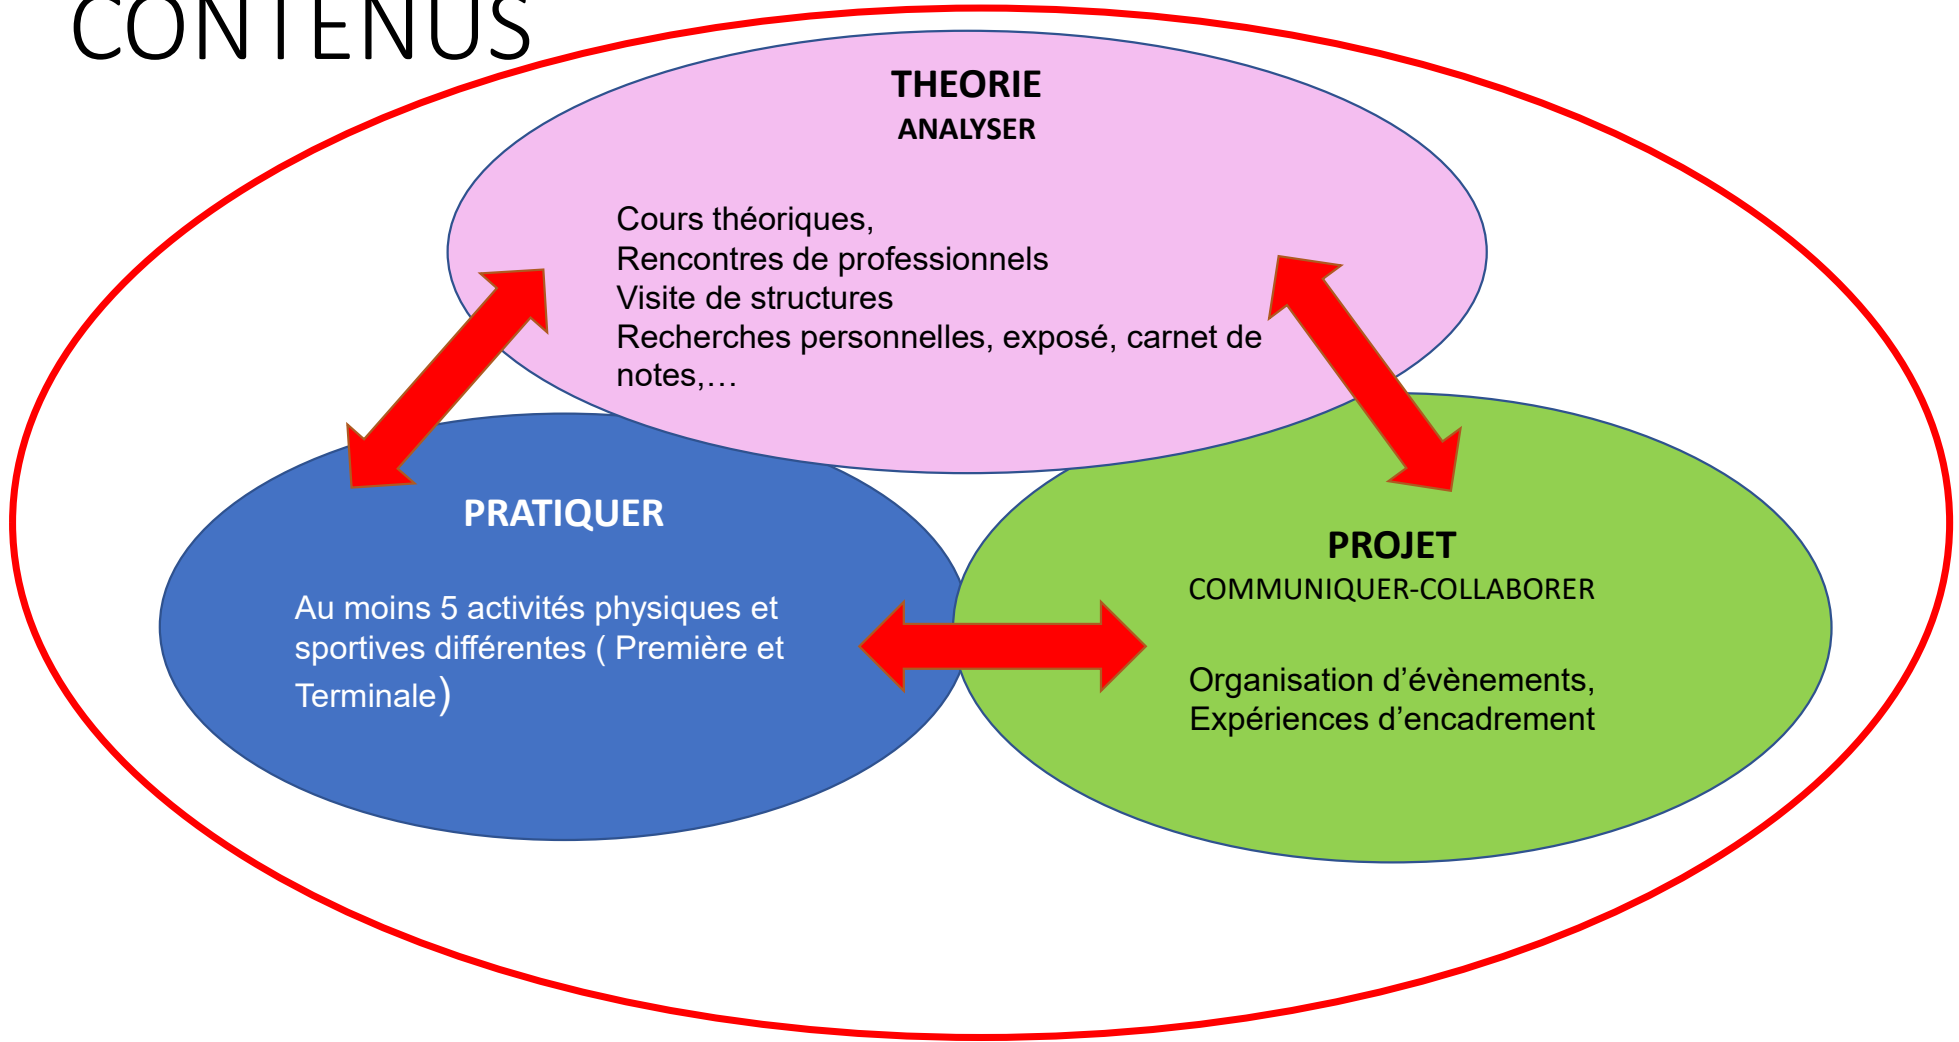 CONTENUS
THEORIE
ANALYSER
Cours théoriques,
Rencontres de professionnels
Visite de structures
Recherches personnelles, exposé, carnet de
notes,…
PRATIQUER
Au moins 5 activités physiques et
sportives différentes ( Première et
Terminale)
PROJET
COMMUNIQUER-COLLABORER
Organisation d’évènements,
Expériences d’encadrement